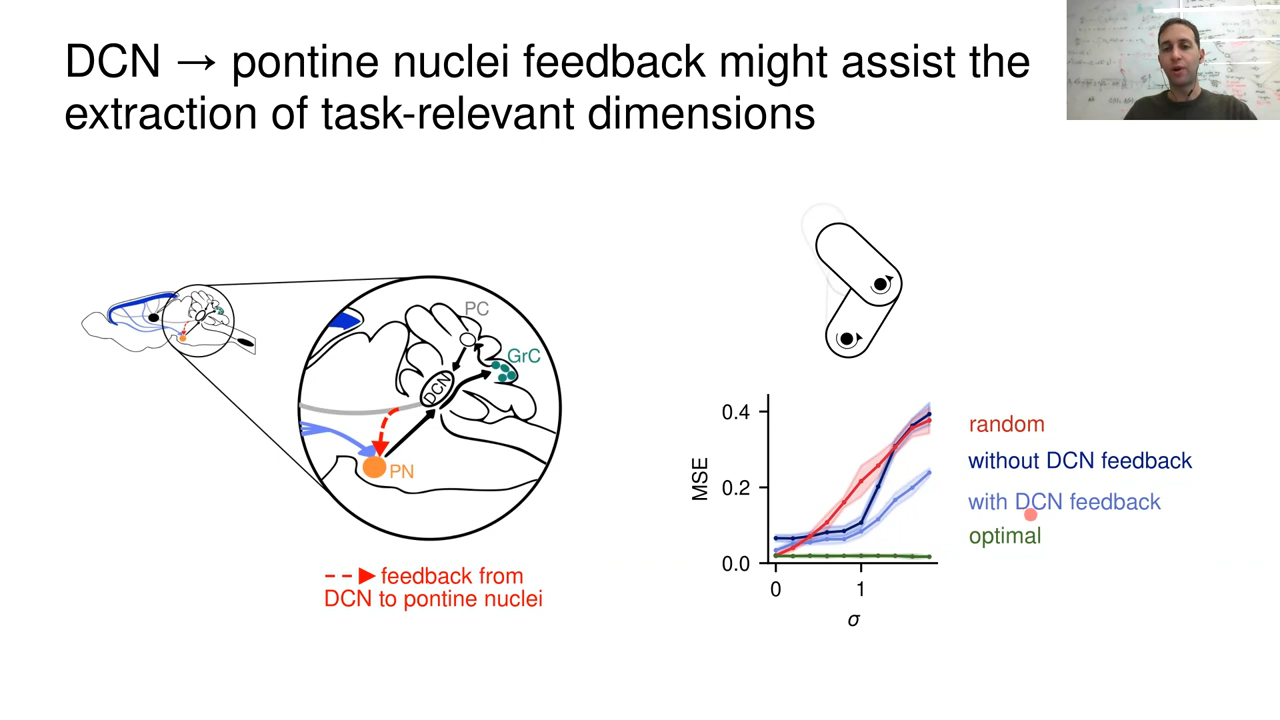 DCN → pontine nuclei feedback might assist the
extraction of task-relevant dimensions
PC
GrC
DCN
PN
feedback from
DCN to pontine nuclei
0.4
0.2
0.0
MSE
0
1
σ
random
without DCN feedback
with DCN feedback
optimal